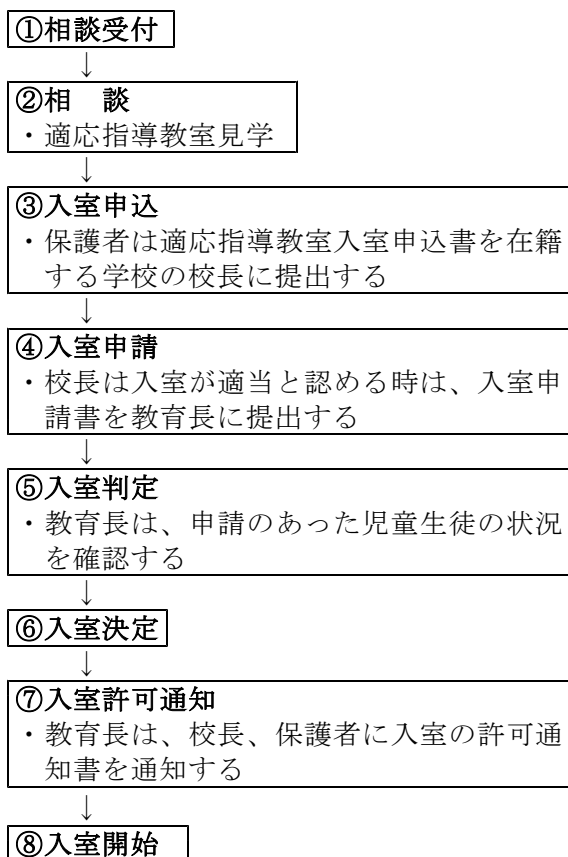 ①相談受付
↓
②相　談
・適応指導教室見学
↓
③入室申込
・保護者は適応指導教室入室申込書を在籍
する学校の校長に提出する
↓
④入室申請
・校長は入室が適当と認める時は、入室申
請書を教育長に提出する
↓
⑤入室判定
・教育長は、申請のあった児童生徒の状況
を確認する
↓
⑥入室決定
↓
⑦入室許可通知
・教育長は、校長、保護者に入室の許可通
知書を通知する
↓
⑧入室開始